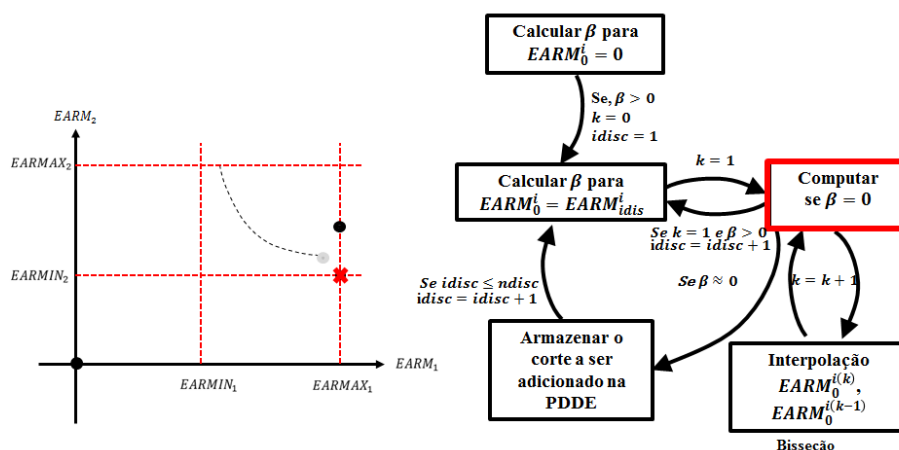 EARM₂
EARMAX₂
EARMIN₂
EARMIN₁
EARMAX₁
EARM₁
Calcular β para
EARM₀ⁱ = 0
Se, β > 0
k = 0
idisc = 1
Calcular β para
EARM₀ⁱ = EARMⁱ_idis
k = 1
Computar
se β = 0
Se k = 1 e β > 0
idisc = idisc + 1
Se β ≈ 0
k = k + 1
Se idisc ≤ ndisc
idisc = idisc + 1
Armazenar o
corte a ser
adicionado na
PDDE
Interpolação
EARM₀ⁱ⁽ᵏ⁾,
EARM₀ⁱ⁽ᵏ⁻¹⁾
Bisseção